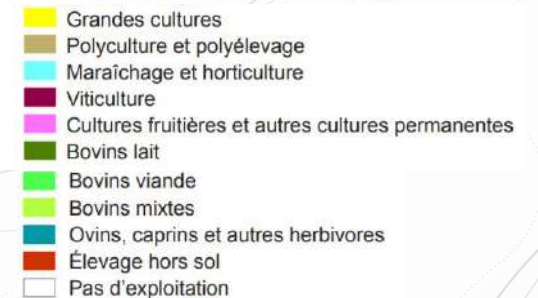 Grandes cultures
Polyculture et polyélevage
Maraîchage et horticulture
Viticulture
Cultures fruitières et autres cultures permanentes
Bovins lait
Bovins viande
Bovins mixtes
Ovins, caprins et autres herbivores
Élevage hors sol
Pas d'exploitation